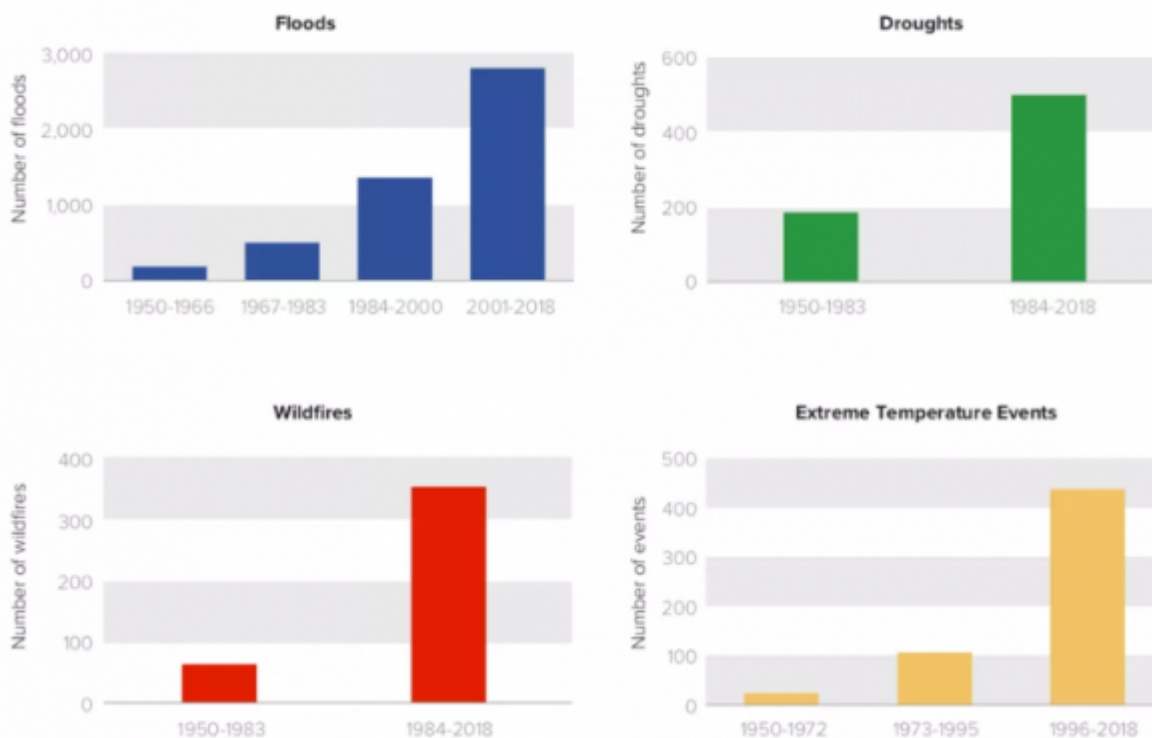 Floods
Number of floods
3,000
2,000
1,000
0
1950-1966 1967-1983 1984-2000 2001-2018
Droughts
Number of droughts
600
400
200
0
1950-1983 1984-2018
Wildfires
Number of wildfires
400
300
200
100
0
1950-1983 1984-2018
Extreme Temperature Events
Number of events
500
400
300
200
100
0
1950-1972 1973-1995 1996-2018